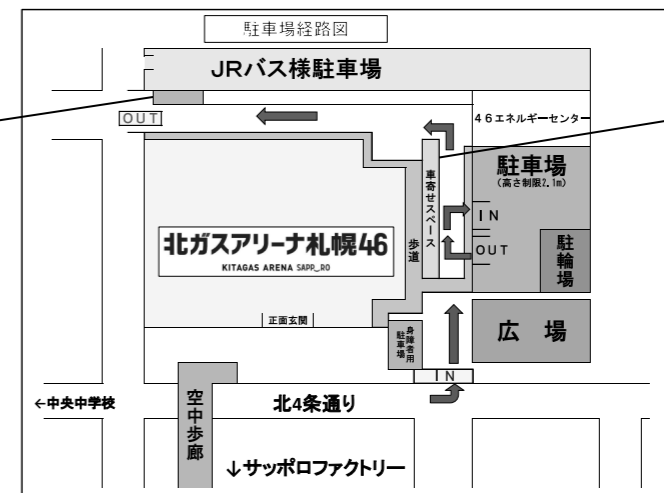 駐車場経路図
JRバス様駐車場
OUT
46エネルギーセンター
駐車場
(高さ制限2.1m)
車寄せスペース
IN
OUT
歩道
駐輪場
北ガスアリーナ札幌46
KITAGAS ARENA SAPP_RO
正面玄関
身障者用
駐車場
広 場
IN
←中央中学校
空中歩廊
北4条通り
↓サッポロファクトリー